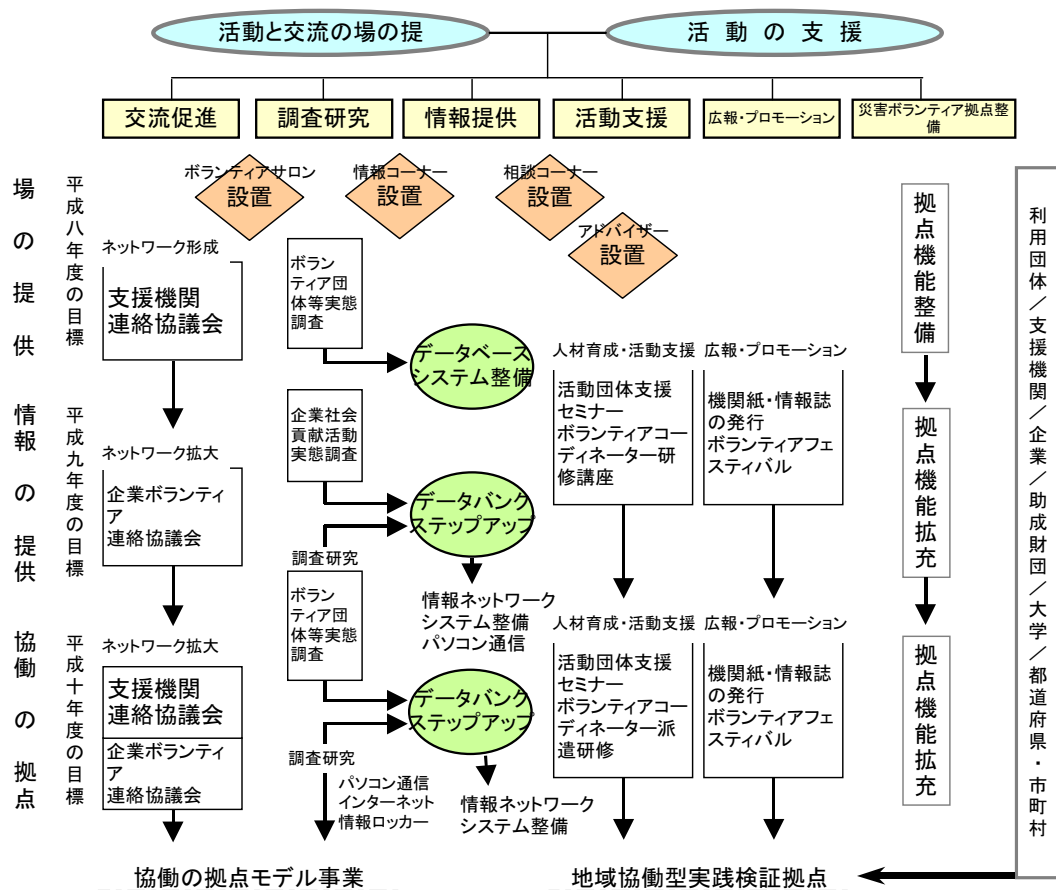 活動と交流の場の提
活 動 の 支 援
交流促進
調査研究
情報提供
活動支援
広報・プロモーション
災害ボランティア拠点整
備
場の提供
情報の提供
協働の拠点
平成八年度の目標
平成九年度の目標
平成十年度の目標
ボランティアサロン
設置
情報コーナー
設置
相談コーナー
設置
アドバイザー
設置
ネットワーク形成
支援機関
連絡協議会
ネットワーク拡大
企業ボランティ
ア
連絡協議会
ネットワーク拡大
支援機関
連絡協議会
企業ボランティ
ア
連絡協議会
ボラン
ティア団
体等実態
調査
企業社会
貢献活動
実態調査
調査研究
ボラン
ティア団
体等実態
調査
調査研究
パソコン通信
インターネット
情報ロッカー
データベース
システム整備
データバンク
ステップアップ
情報ネットワーク
システム整備
パソコン通信
データバンク
ステップアップ
情報ネットワーク
システム整備
人材育成・活動支援
活動団体支援
セミナー
ボランティアコー
ディネーター研
修講座
人材育成・活動支援
活動団体支援
セミナー
ボランティアコー
ディネーター派
遣研修
広報・プロモーション
機関紙・情報誌
の発行
ボランティアフェ
スティバル
広報・プロモーション
機関紙・情報誌
の発行
ボランティアフェ
スティバル
拠点機能整備
拠点機能拡充
拠点機能拡充
利用団体/支援機関/企業/助成財団/大学/都道府県・市町村
協働の拠点モデル事業
地域協働型実践検証拠点